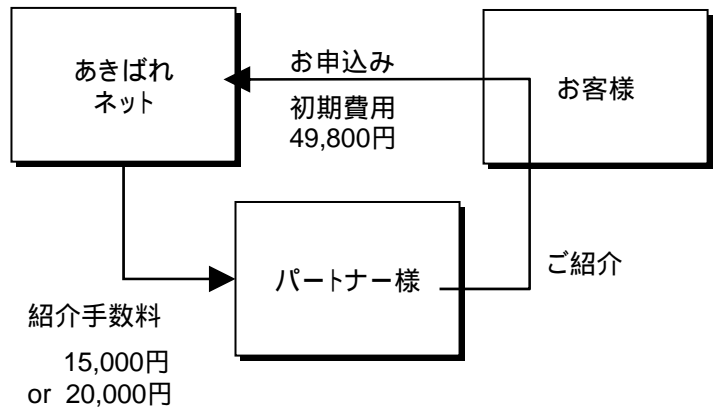 あきばれ
ネット
お申込み
初期費用
49,800円
お客様
パートナー様
ご紹介
紹介手数料
15,000円
or 20,000円